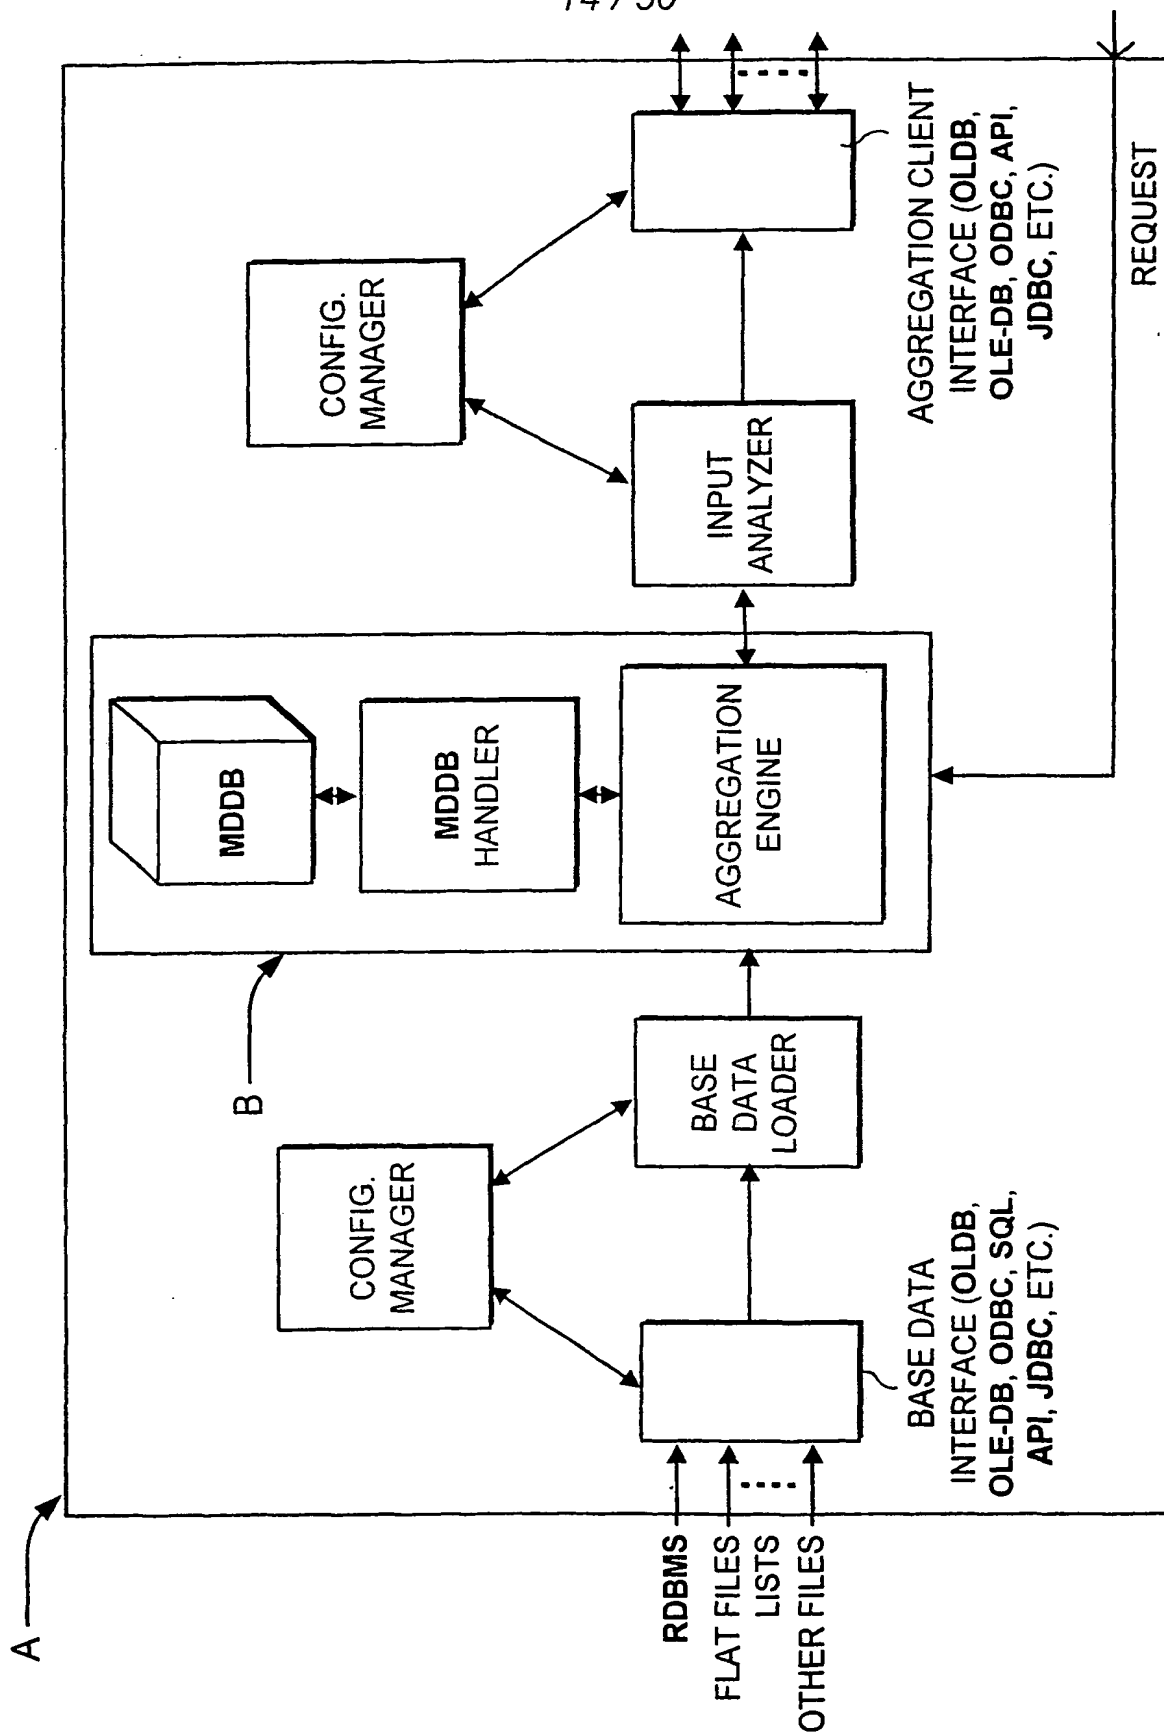 14 / 30
A
B
MDDB
MDDB
HANDLER
AGGREGATION
ENGINE
CONFIG.
MANAGER
BASE
DATA
LOADER
CONFIG.
MANAGER
INPUT
ANALYZER
RDBMS
FLAT FILES
LISTS
OTHER FILES
BASE DATA
INTERFACE (OLDB,
OLE-DB, ODBC, SQL,
API, JDBC, ETC.)
AGGREGATION CLIENT
INTERFACE (OLDB,
OLE-DB, ODBC, API,
JDBC, ETC.)
REQUEST